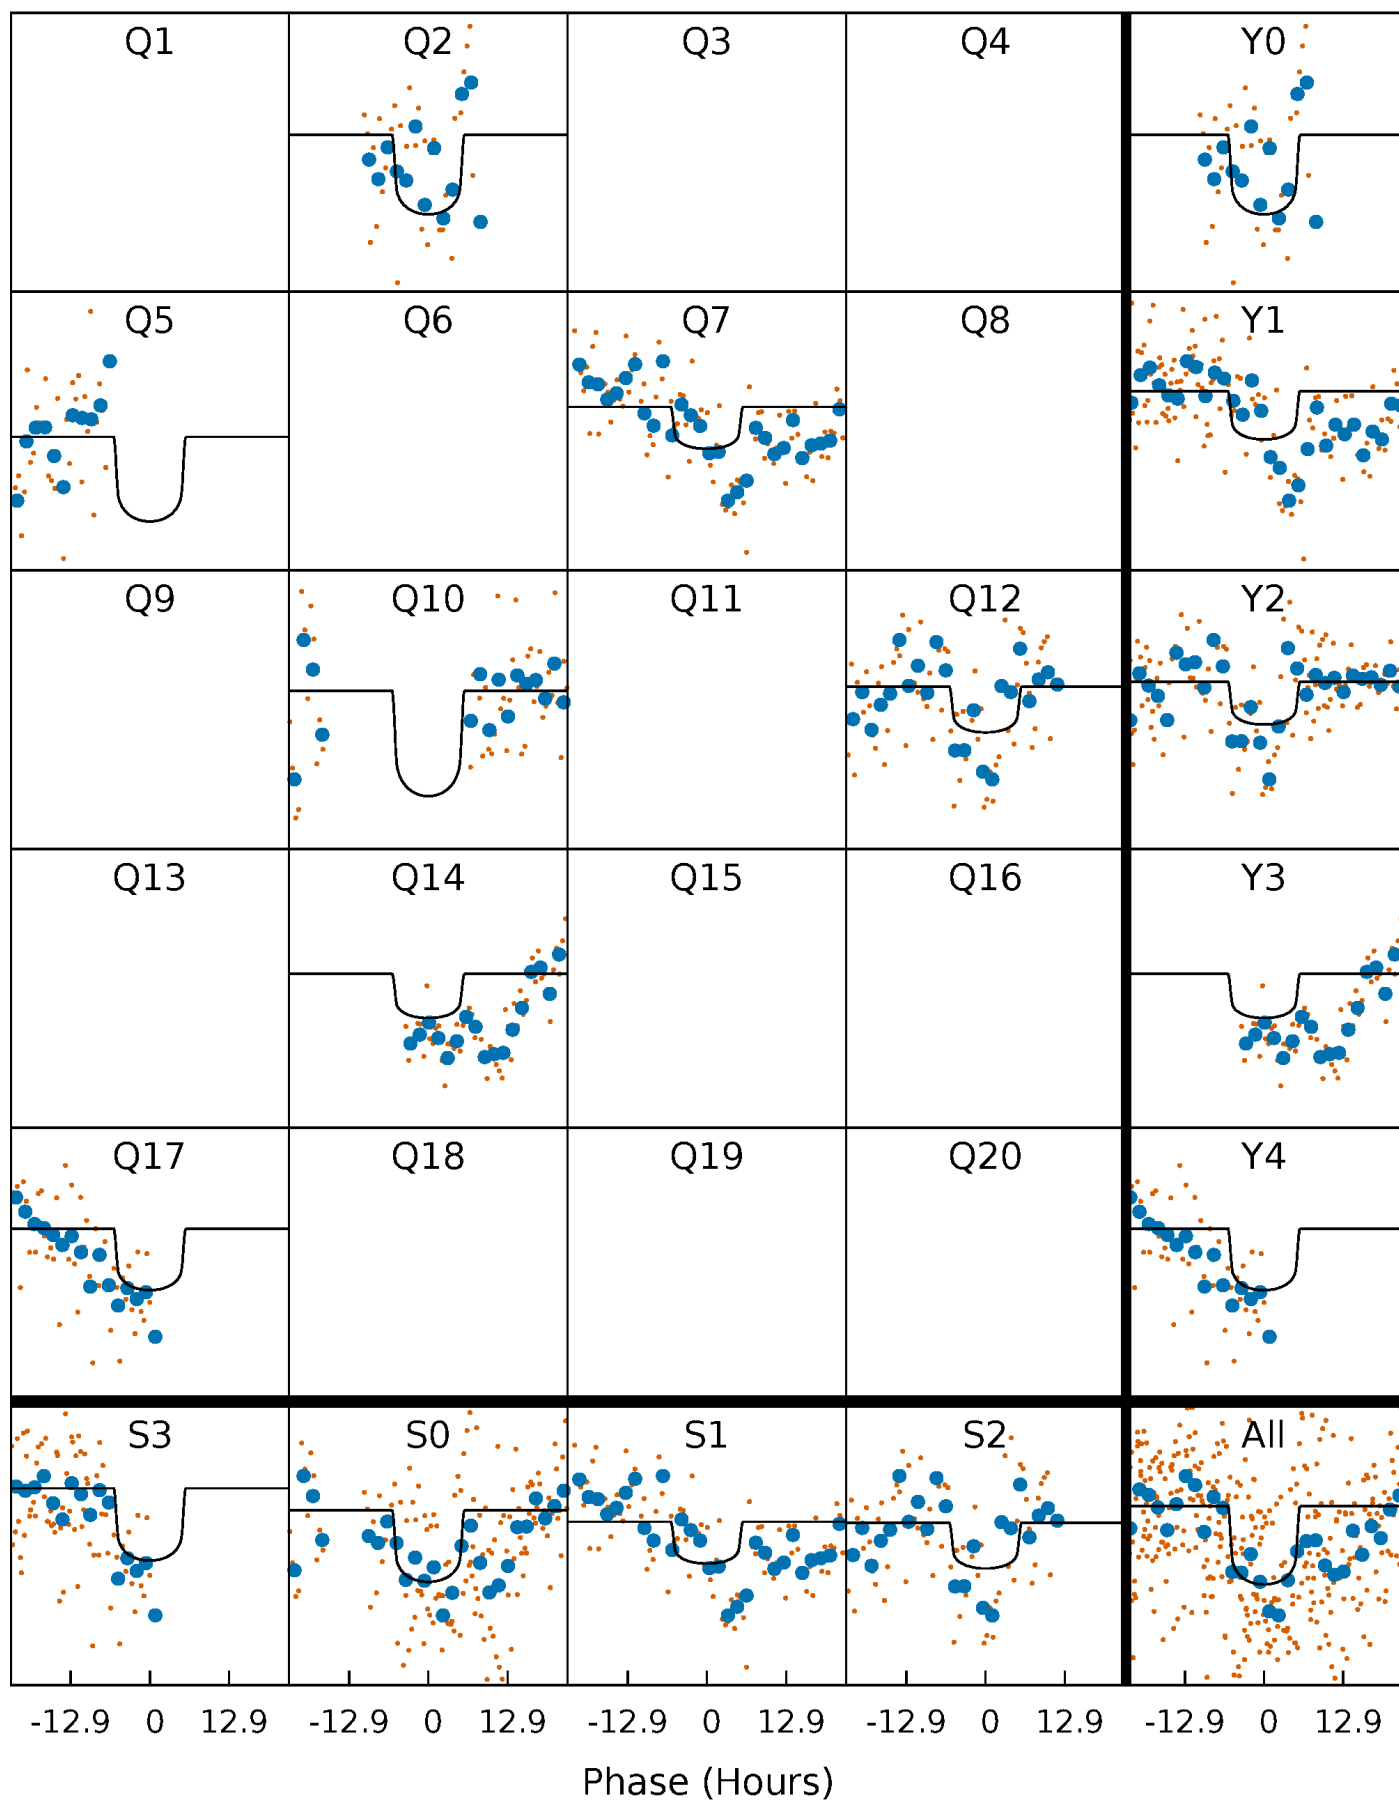 Q1 Q2 Q3 Q4 Y0
Q5 Q6 Q7 Q8 Y1
Q9 Q10 Q11 Q12 Y2
Q13 Q14 Q15 Q16 Y3
Q17 Q18 Q19 Q20 Y4
S3 S0 S1 S2 All
-12.9 0 12.9 -12.9 0 12.9 -12.9 0 12.9 -12.9 0 12.9 -12.9 0 12.9
Phase (Hours)